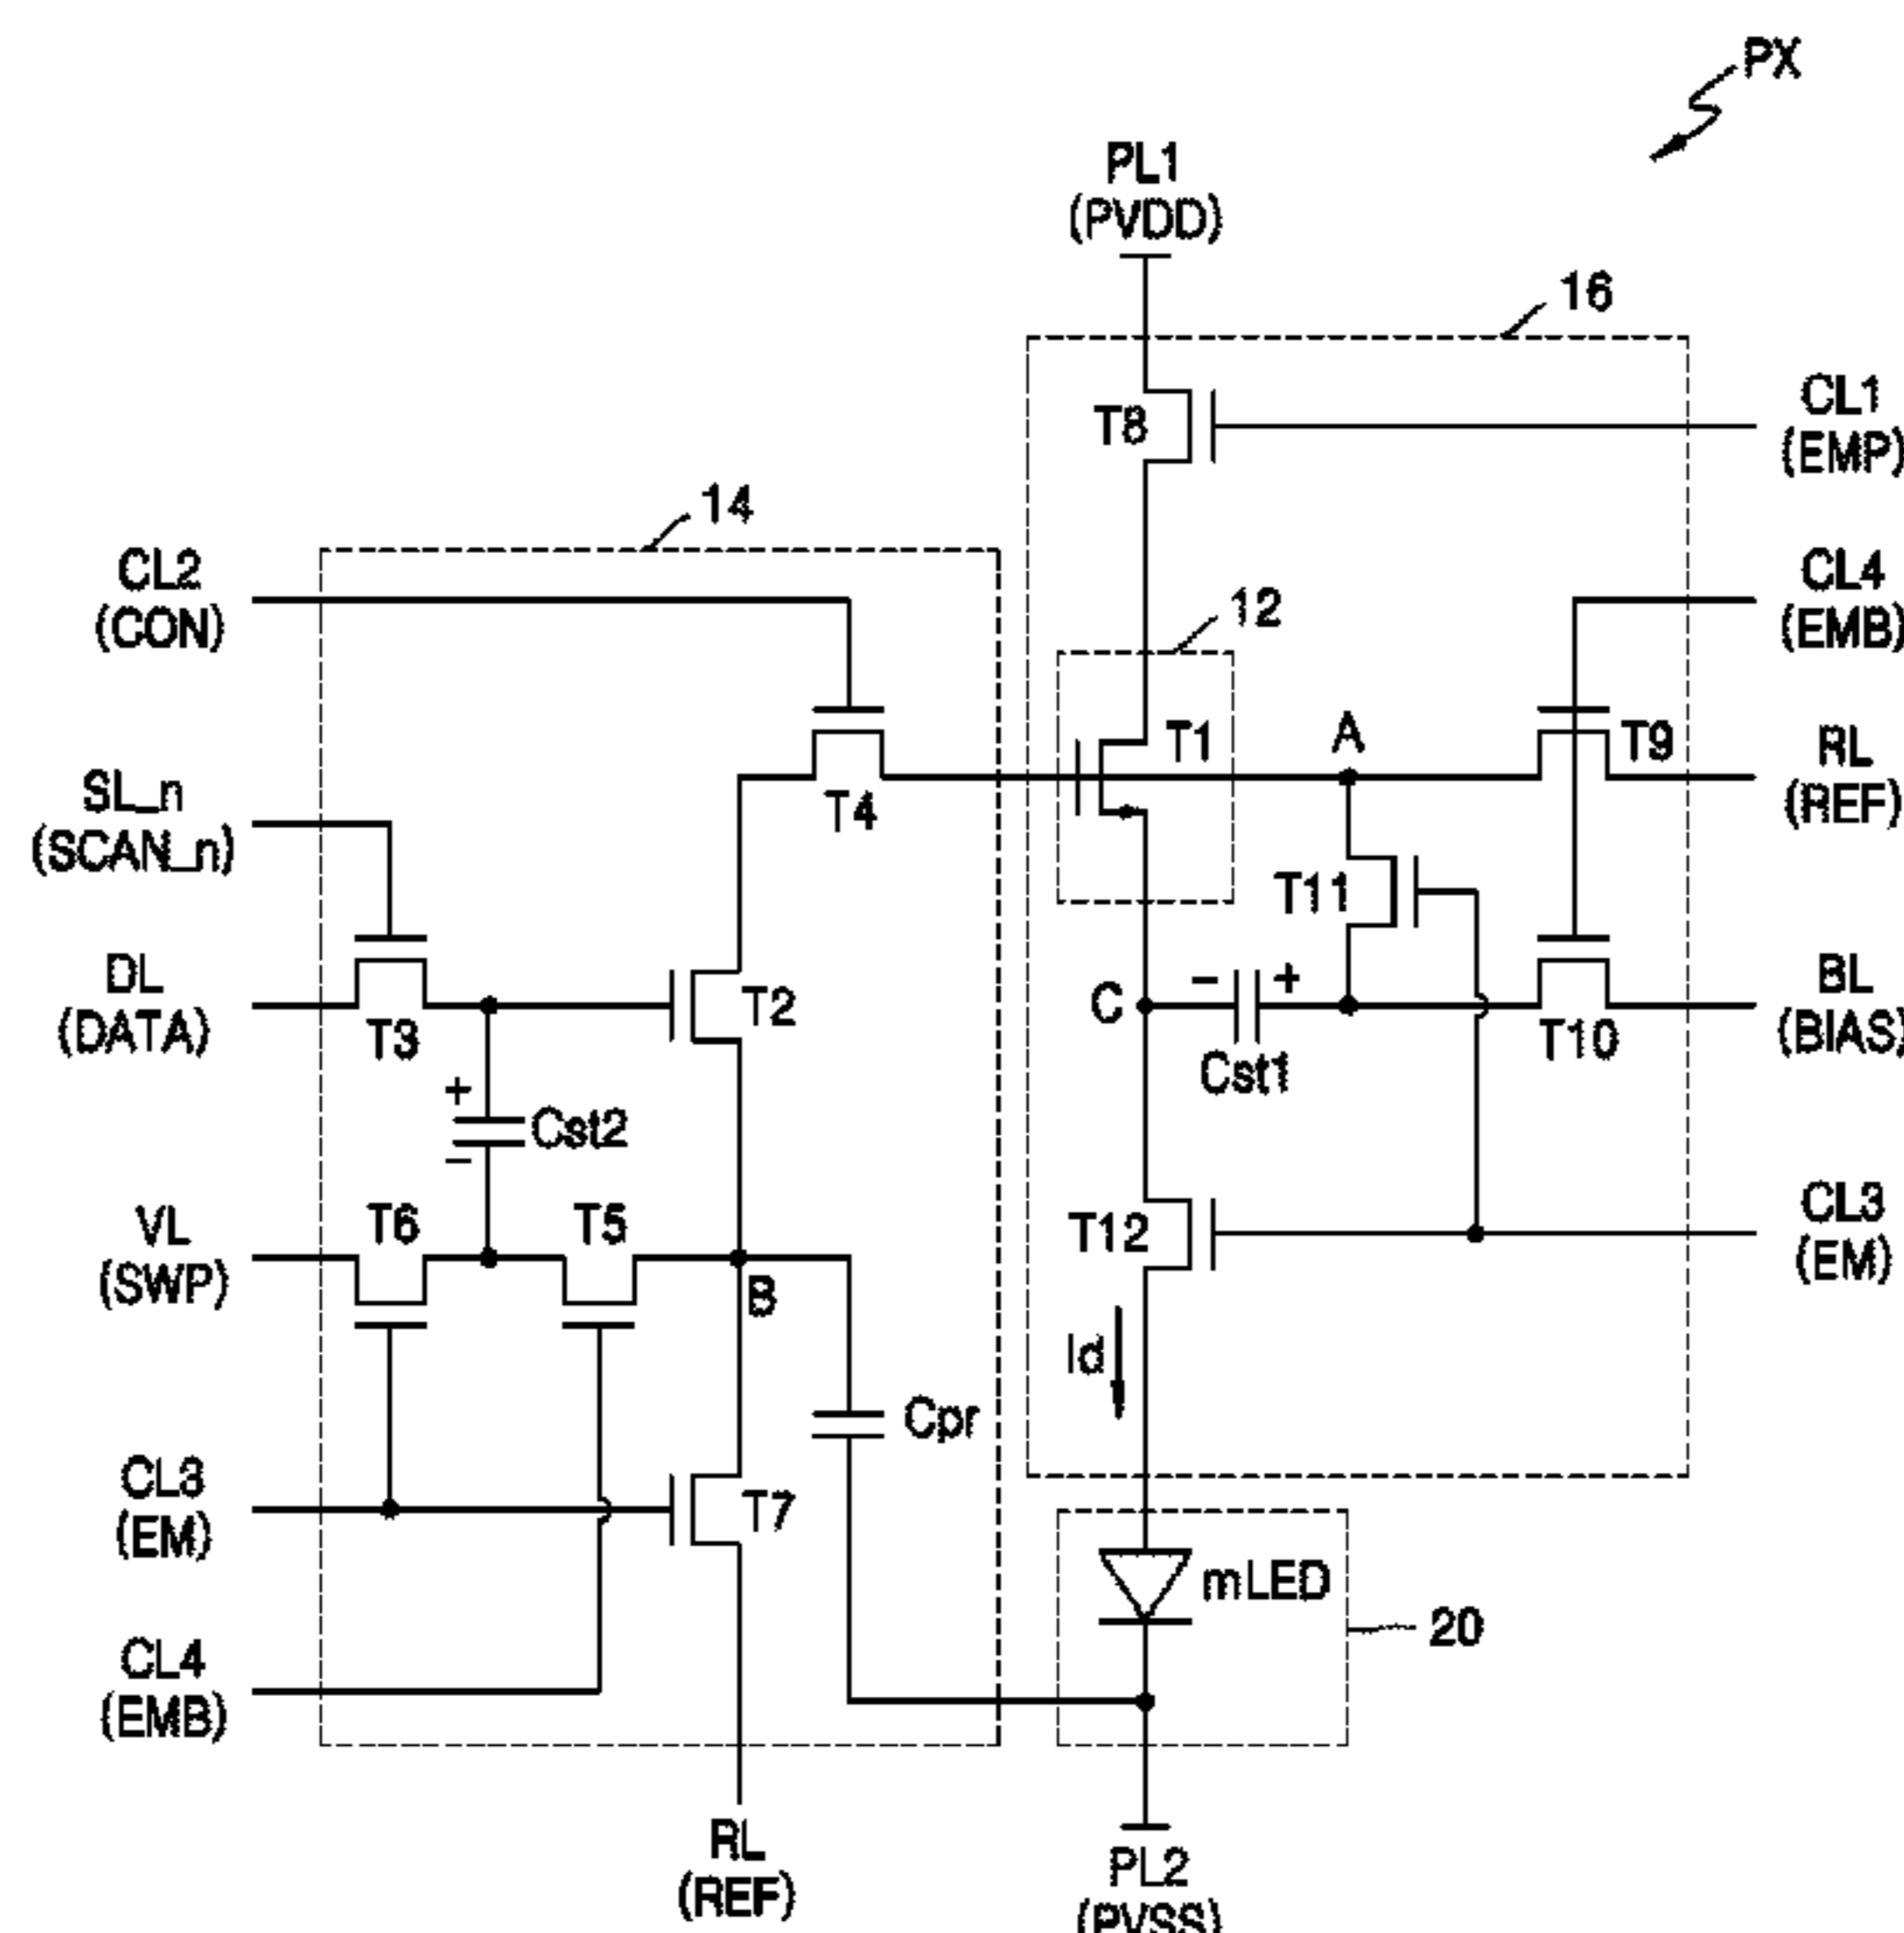 PX
PL1
(PVDD)
16
T8
CL1
(EMP)
14
CL2
(CON)
12
CL4
(EMB)
T1
A
T9
RL
(REF)
SL_n
(SCAN_n)
T4
T11
DL
(DATA)
T3
T2
C
-
+
Cst1
T10
BL
(BIAS)
+
Cst2
-
VL
(SWP)
T6
T5
B
T12
CL3
(EM)
Id
Cpr
CL3
(EM)
T7
mLED
20
CL4
(EMB)
RL
(REF)
PL2
(PVSS)